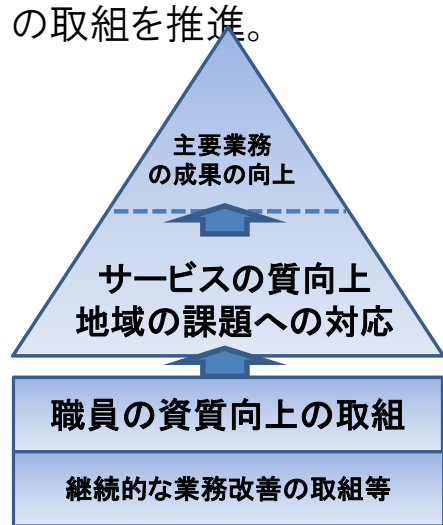 の取組を推進。
主要業務
の成果の向上
サービスの質向上
地域の課題への対応
職員の資質向上の取組
継続的な業務改善の取組等